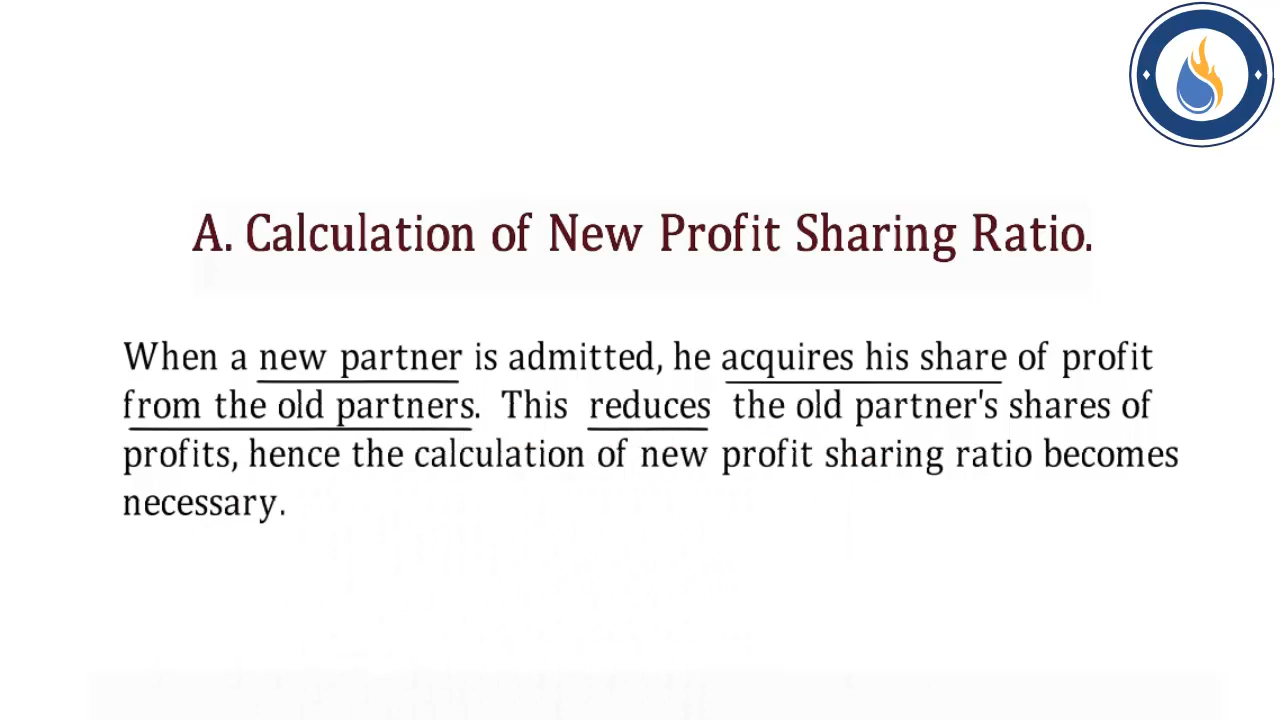 A. Calculation of New Profit Sharing Ratio.
When a new partner is admitted, he acquires his share of profit
from the old partners. This reduces the old partner's shares of
profits, hence the calculation of new profit sharing ratio becomes
necessary.